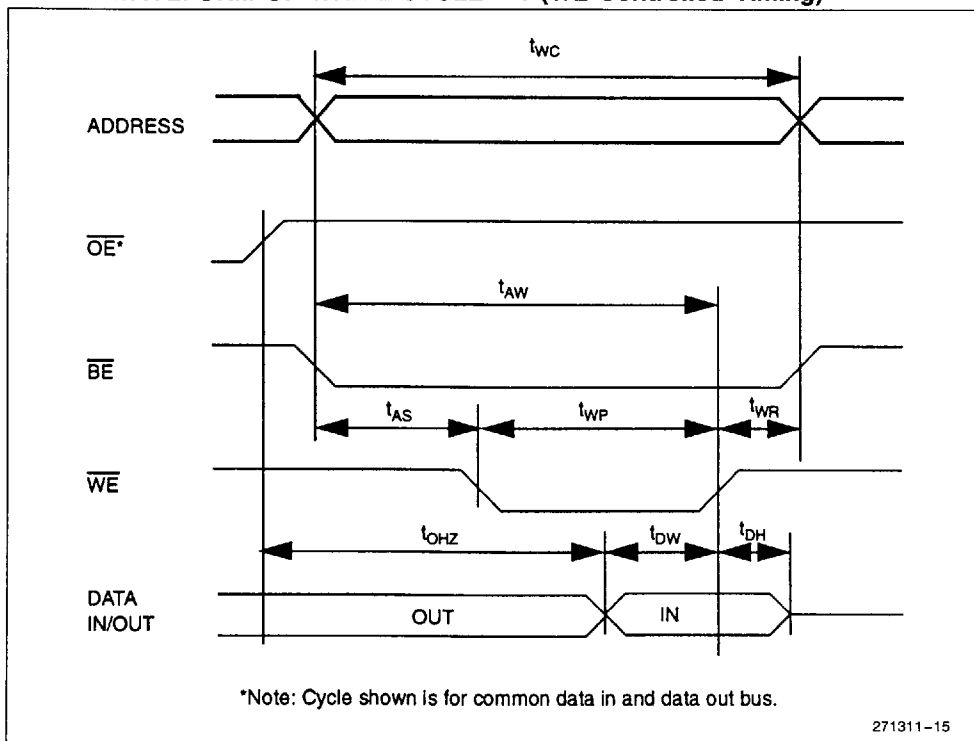 tWC
ADDRESS
OE*
tAW
BE
tAS tWP tWR
WE
tOHZ tDW tDH
DATA
IN/OUT
OUT IN
*Note: Cycle shown is for common data in and data out bus.
271311-15